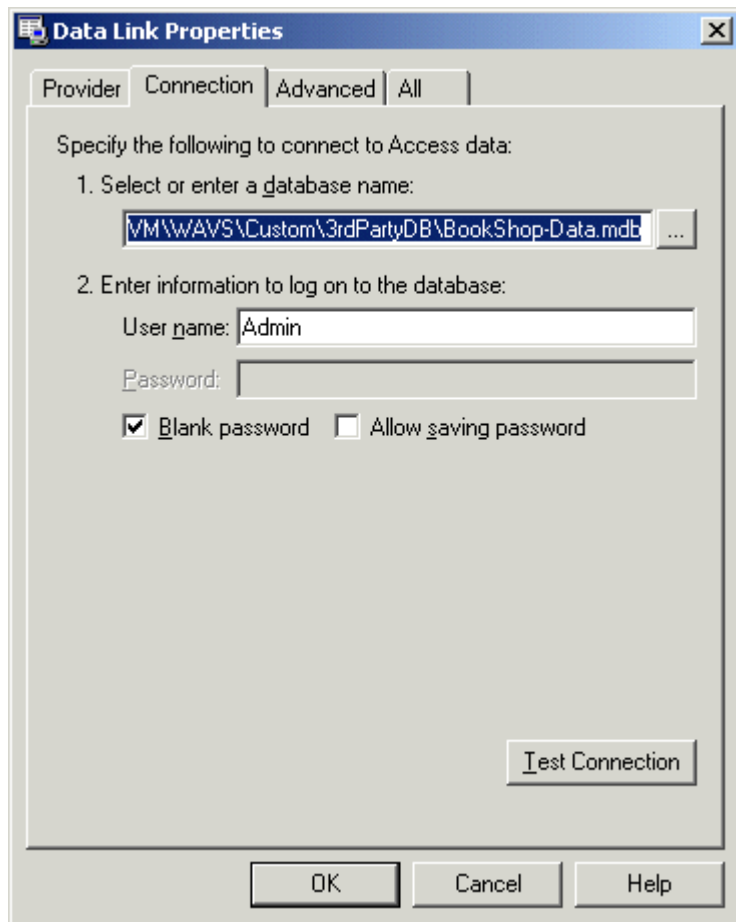 Data Link Properties
Provider Connection Advanced All
Specify the following to connect to Access data:
1. Select or enter a database name:
VM\WAVS\Custom\3rdPartyDB\BookShop-Data.mdb ...
2. Enter information to log on to the database:
User name: Admin
Password:
Blank password Allow saving password
Test Connection
OK Cancel Help